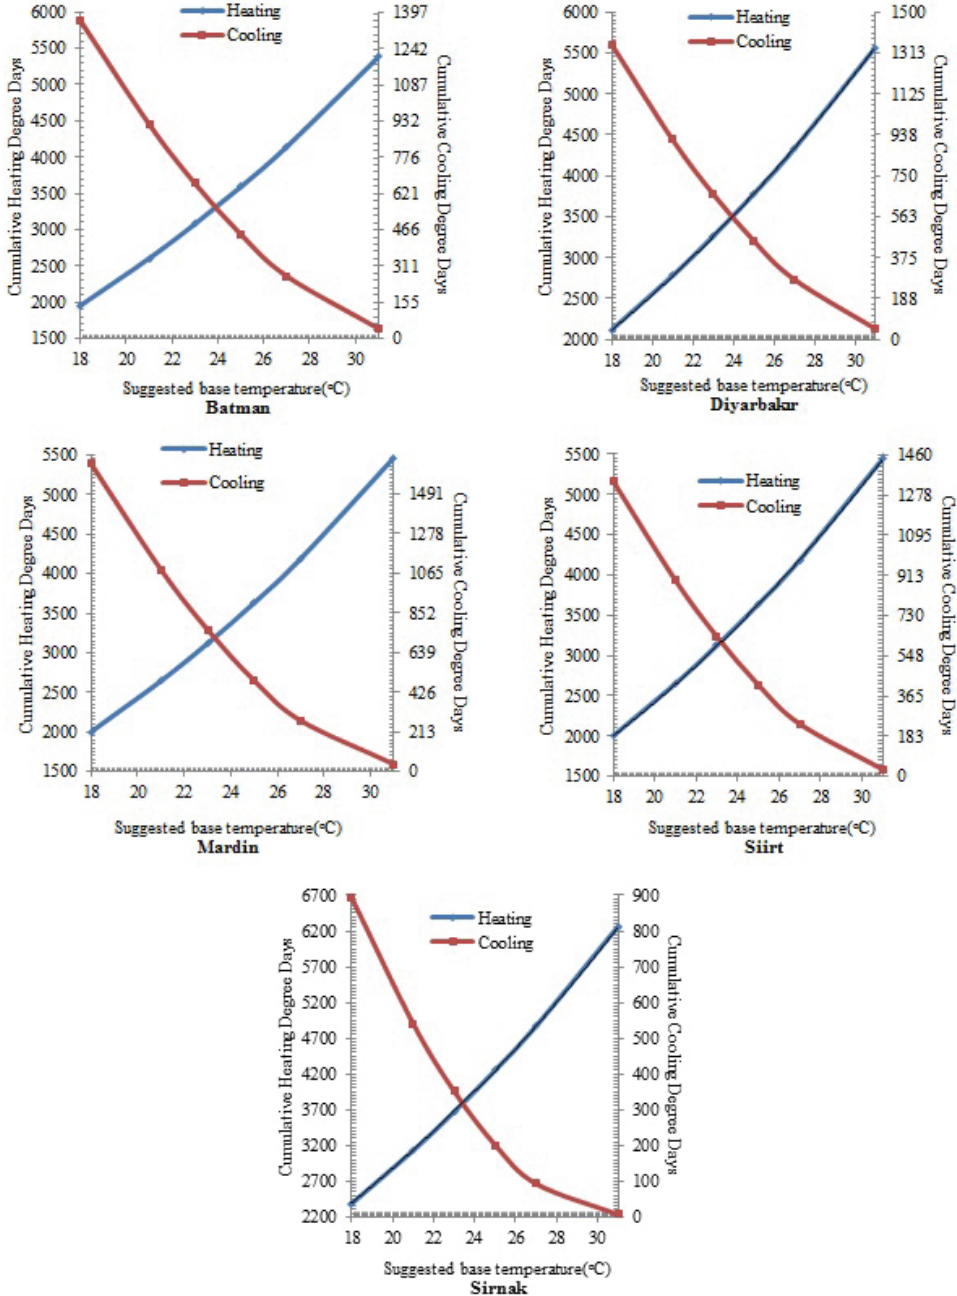 Heating
Cooling
Cumulative Heating Degree Days
6000
5500
5000
4500
4000
3500
3000
2500
2000
1500
1397
1242
1087
932
776
621
466
311
155
0
Cumulative Cooling Degree Days
18 20 22 24 26 28 30
Suggested base temperature(°C)
Batman
Heating
Cooling
Cumulative Heating Degree Days
6000
5500
5000
4500
4000
3500
3000
2500
2000
1500
1313
1125
938
750
563
375
188
0
Cumulative Cooling Degree Days
18 20 22 24 26 28 30
Suggested base temperature(°C)
Diyarbakır
Heating
Cooling
Cumulative Heating Degree Days
5500
5000
4500
4000
3500
3000
2500
2000
1500
1491
1278
1065
852
639
426
213
0
Cumulative Cooling Degree Days
18 20 22 24 26 28 30
Suggested base temperature(°C)
Mardin
Heating
Cooling
Cumulative Heating Degree Days
5500
5000
4500
4000
3500
3000
2500
2000
1500
1460
1278
1095
913
730
548
365
183
0
Cumulative Cooling Degree Days
18 20 22 24 26 28 30
Suggested base temperature(°C)
Siirt
Heating
Cooling
Cumulative Heating Degree Days
6700
6200
5700
5200
4700
4200
3700
3200
2700
2200
900
800
700
600
500
400
300
200
100
0
Cumulative Cooling Degree Days
18 20 22 24 26 28 30
Suggested base temperature(°C)
Sirnak